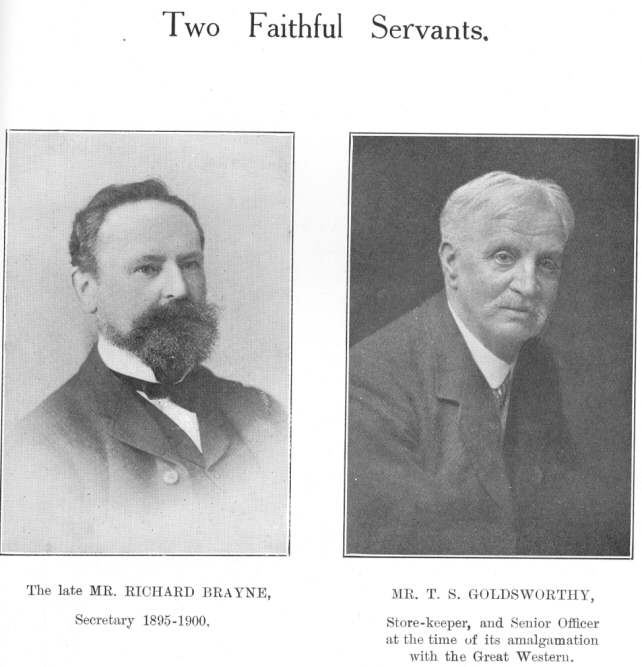 Two Faithful Servants.
The late MR. RICHARD BRAYNE,
Secretary 1895-1900.
MR. T. S. GOLDSWORTHY,
Store-keeper, and Senior Officer
at the time of its amalgamation
with the Great Western.